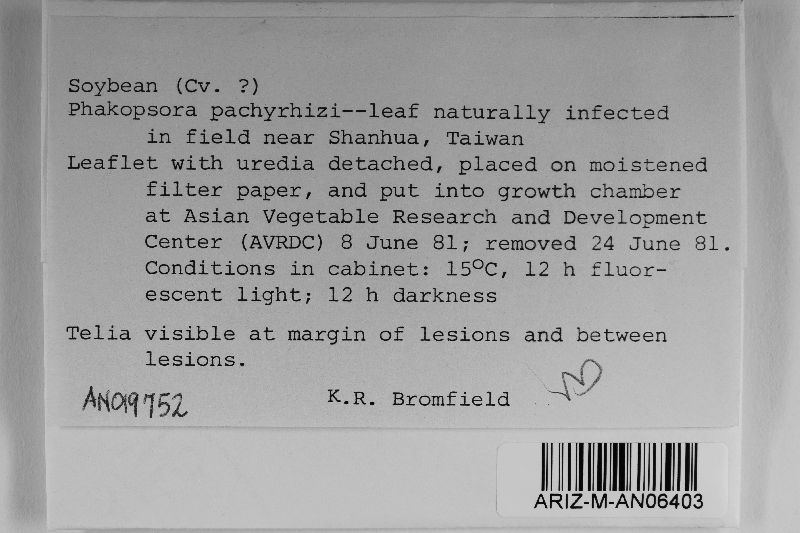 Soybean (Cv. ?)
Phakopsora pachyrhizi--leaf naturally infected
in field near Shanhua, Taiwan
Leaflet with uredia detached, placed on moistened
filter paper, and put into growth chamber
at Asian Vegetable Research and Development
Center (AVRDC) 8 June 81; removed 24 June 81.
Conditions in cabinet: 15°C, 12 h fluor-
escent light; 12 h darkness
Telia visible at margin of lesions and between
lesions.
K.R. Bromfield
ARIZ-M-AN06403